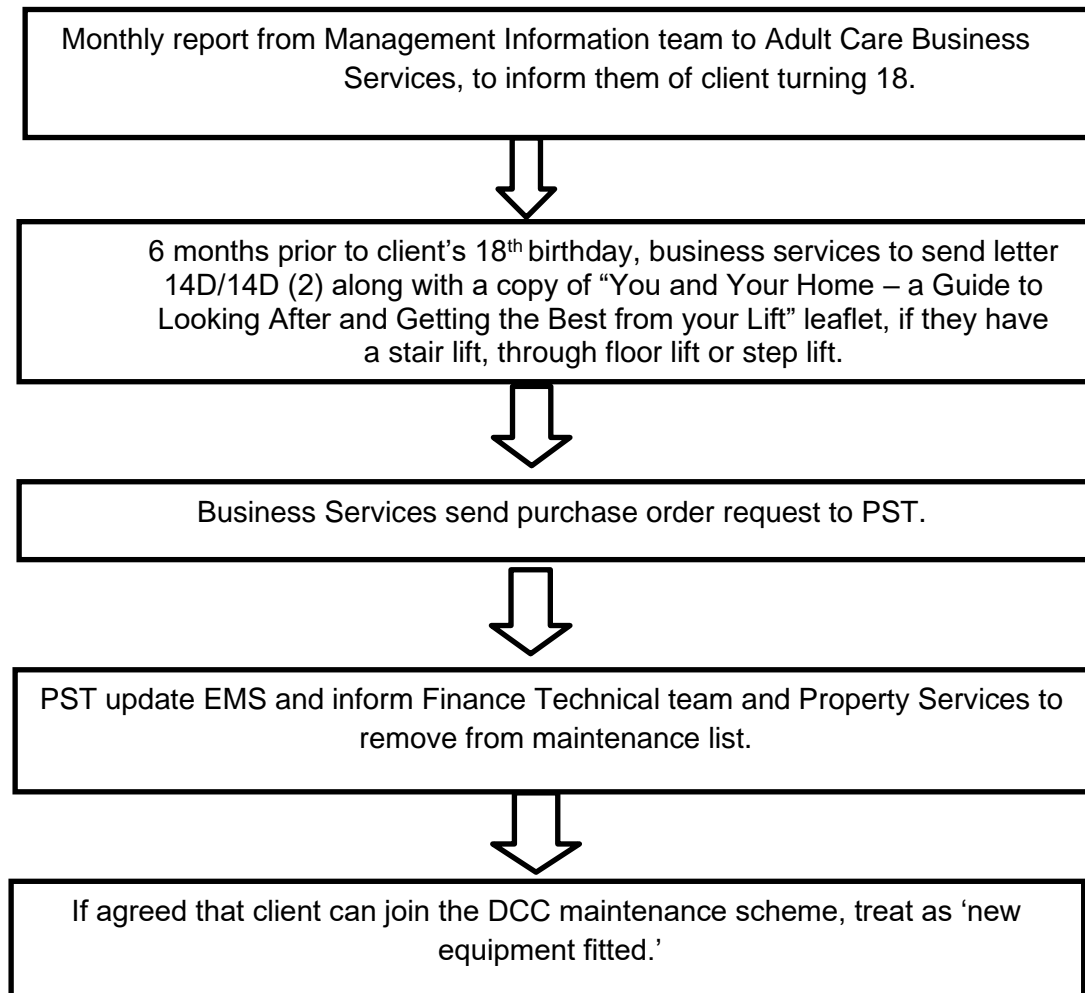 Monthly report from Management Information team to Adult Care Business
Services, to inform them of client turning 18.
6 months prior to client's 18th birthday, business services to send letter
14D/14D (2) along with a copy of “You and Your Home – a Guide to
Looking After and Getting the Best from your Lift” leaflet, if they have
a stair lift, through floor lift or step lift.
Business Services send purchase order request to PST.
PST update EMS and inform Finance Technical team and Property Services to
remove from maintenance list.
If agreed that client can join the DCC maintenance scheme, treat as ‘new
equipment fitted.’